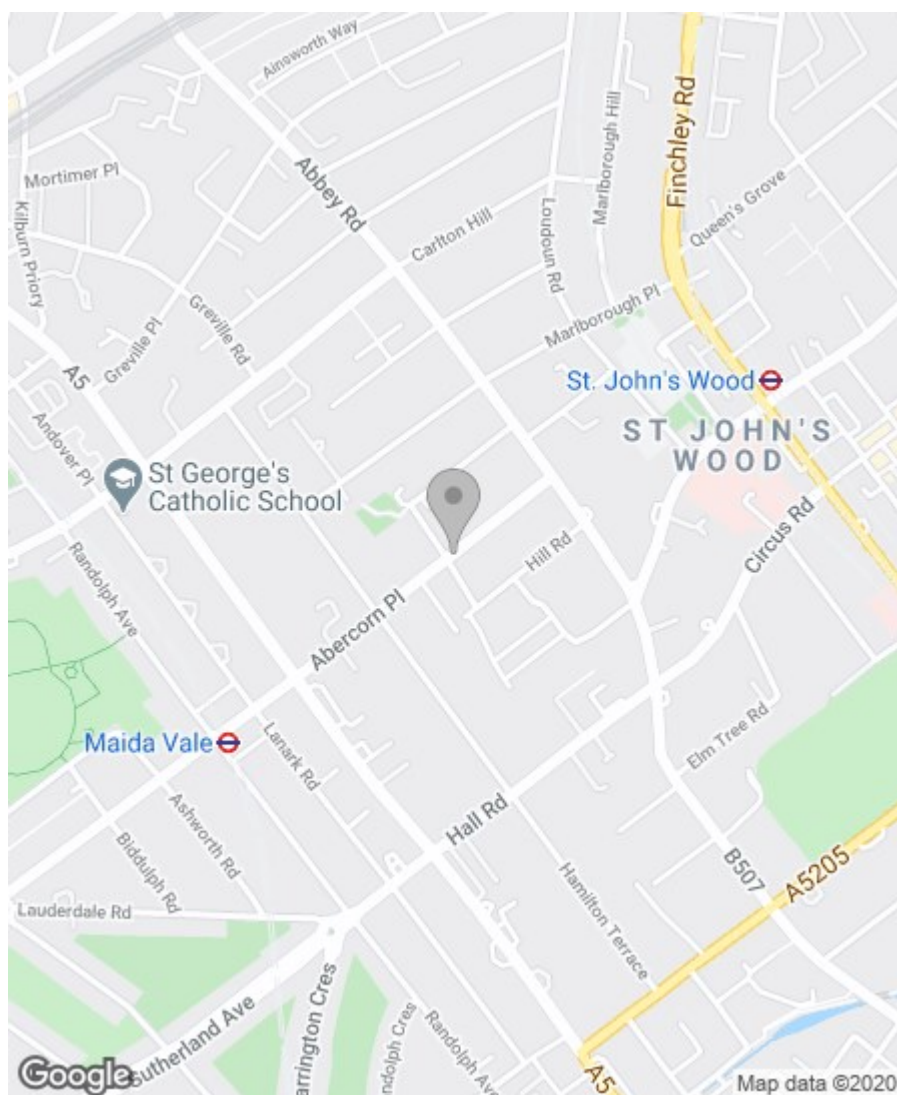 Ainsworth Way
Finchley Rd
Marlborough Hill
Abbey Rd
Mortimer Pl
Kilburn Priory
Carlton Hill
Loudoun Rd
Queen's Grove
Greville Rd
Greville Pl
Marlborough Pl
A5
St. John's Wood
Andover Pl
ST JOHN'S
WOOD
St George's
Catholic School
Circus Rd
Hill Rd
Randolph Ave
Abercorn Pl
Maida Vale
Lanark Rd
Elm Tree Rd
Ashworth Rd
Hall Rd
Biddulph Rd
B507
A5205
Lauderdale Rd
Hamilton Terrace
Sutherland Ave
arrington Cres
ndolph Cres
Randolph Ave
A5
Google
Map data ©2020